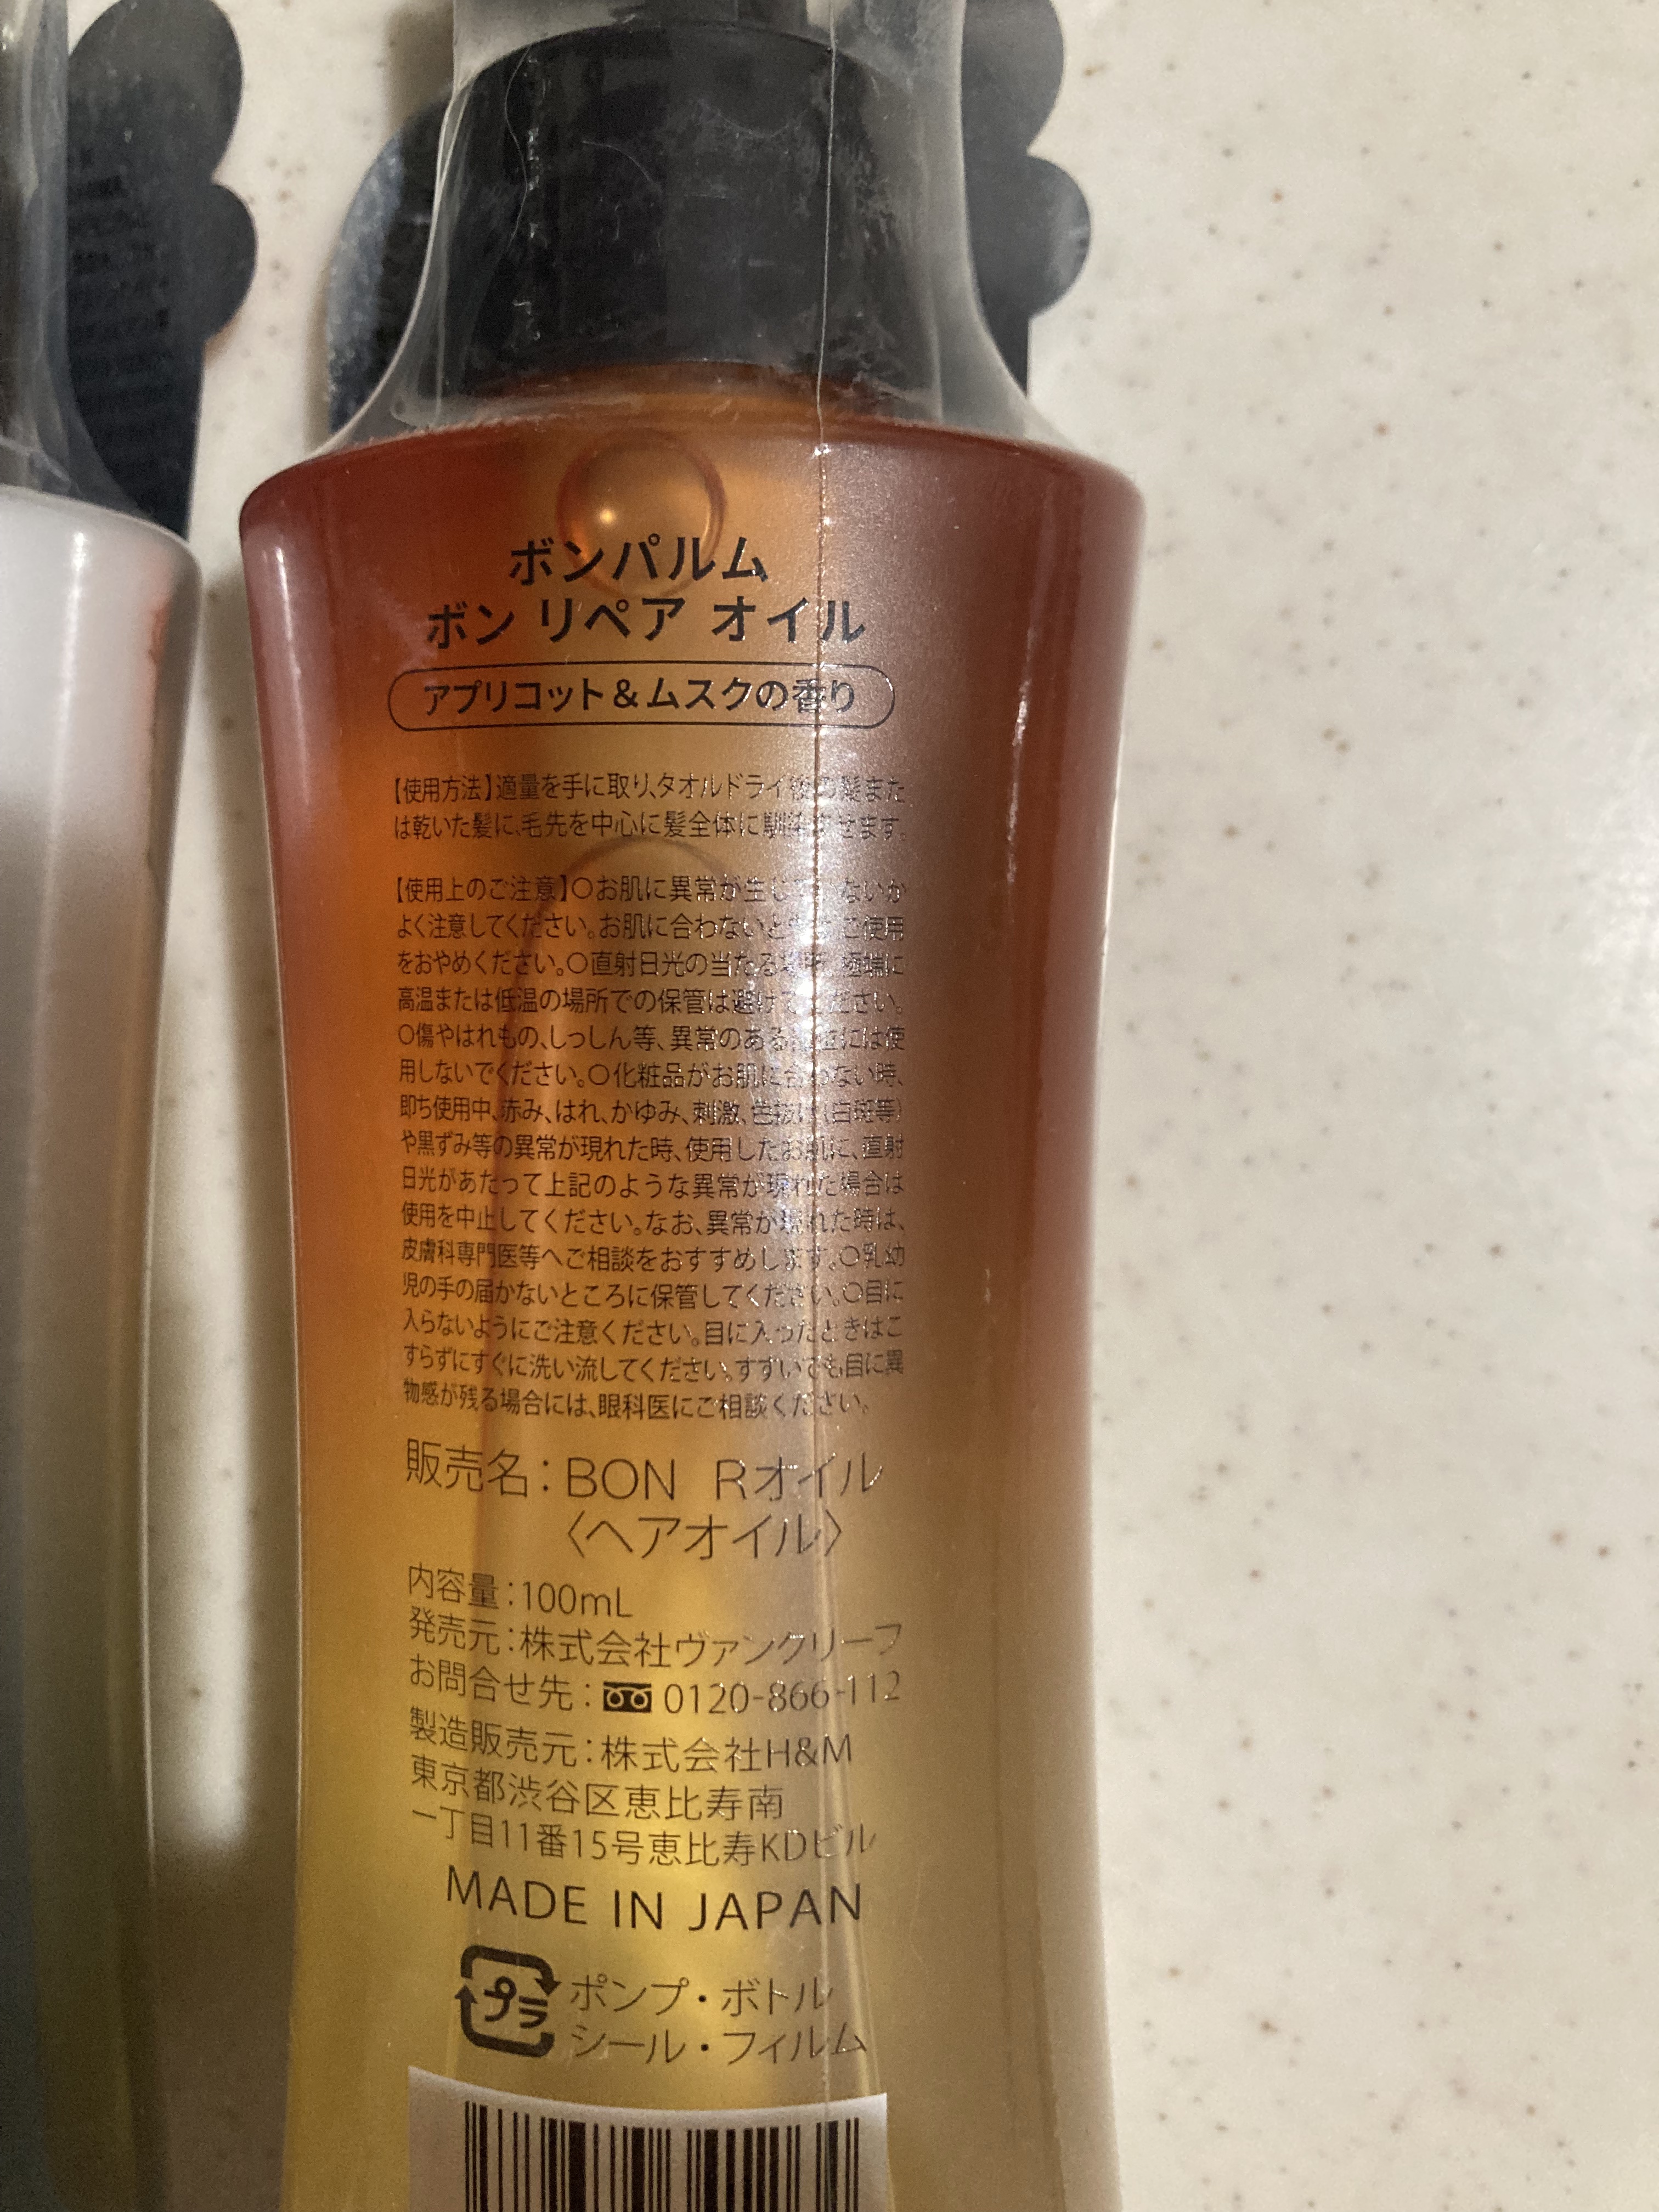 ボンパルム
ボン リペア オイル
アプリコット&ムスクの香り
【使用方法】適量を手に取り、タオルドライ後の髪また
は乾いた髪に、毛先を中心に髪全体に馴染ませます。
【使用上のご注意】○お肌に異常が生じていないか
よく注意してください。お肌に合わないときは、ご使用
をおやめください。○直射日光の当たる場所、極端に
高温または低温の場所での保管は避けてください。
○傷やはれもの、しっしん等、異常のある部位には使
用しないでください。○化粧品がお肌に合わない時、
即ち使用中、赤み、はれ、かゆみ、刺激、色抜け(白斑等)
や黒ずみ等の異常が現れた時、使用したお肌に、直射
日光があたって上記のような異常が現れた場合は
使用を中止してください。なお、異常が現れた時は、
皮膚科専門医等へご相談をおすすめします。○乳幼
児の手の届かないところに保管してください。○目に
入らないようにご注意ください。目に入ったときはこ
すらずにすぐに洗い流してください。すすいでも目に異
物感が残る場合には、眼科医にご相談ください。
販売名：BON Rオイル
〈ヘアオイル〉
内容量：100mL
発売元：株式会社ヴァンクリーフ
お問合せ先： 0120-866-112
製造販売元：株式会社H&M
東京都渋谷区恵比寿南
一丁目11番15号恵比寿KDビル
MADE IN JAPAN
プラ ポンプ・ボトル
シール・フィルム